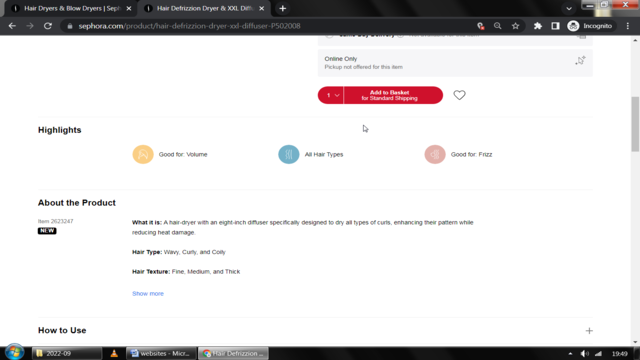 Hair Dryers & Blow Dryers | Sep
Hair Defrizzion Dryer & XXL Diff
sephora.com/product/hair-defrizzion-dryer-xxl-diffuser-P502008
Incognito
Online Only
Pickup not offered for this item
1
Add to Basket
for Standard Shipping
Highlights
Good for: Volume
All Hair Types
Good for: Frizz
About the Product
Item 2623247
NEW
What it is: A hair-dryer with an eight-inch diffuser specifically designed to dry all types of curls, enhancing their pattern while
reducing heat damage.
Hair Type: Wavy, Curly, and Coily
Hair Texture: Fine, Medium, and Thick
Show more
How to Use
2022-09
websites - Micr...
Hair Defrizzion ...
19:49